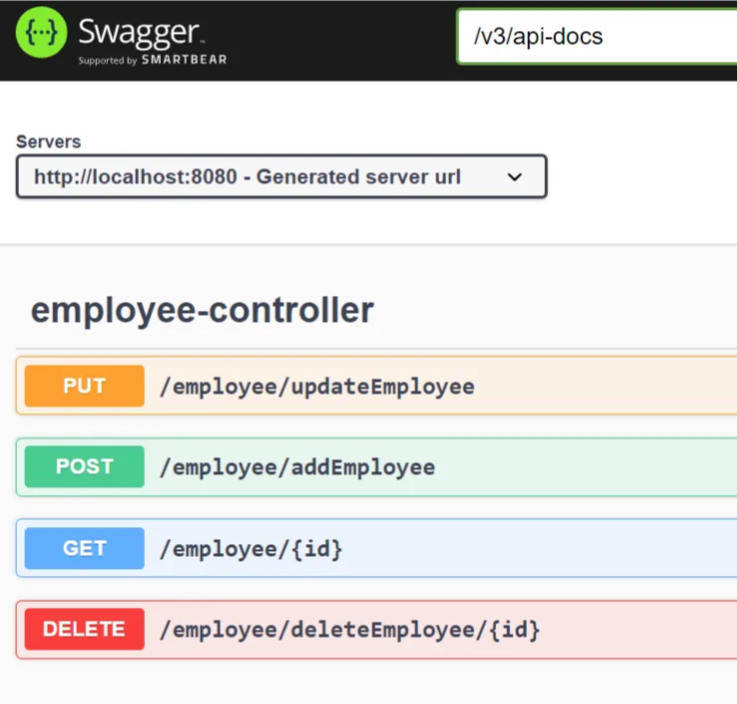 {···} Swagger™
Supported by SMARTBEAR
/v3/api-docs
Servers
http://localhost:8080 - Generated server url
employee-controller
PUT /employee/updateEmployee
POST /employee/addEmployee
GET /employee/{id}
DELETE /employee/deleteEmployee/{id}